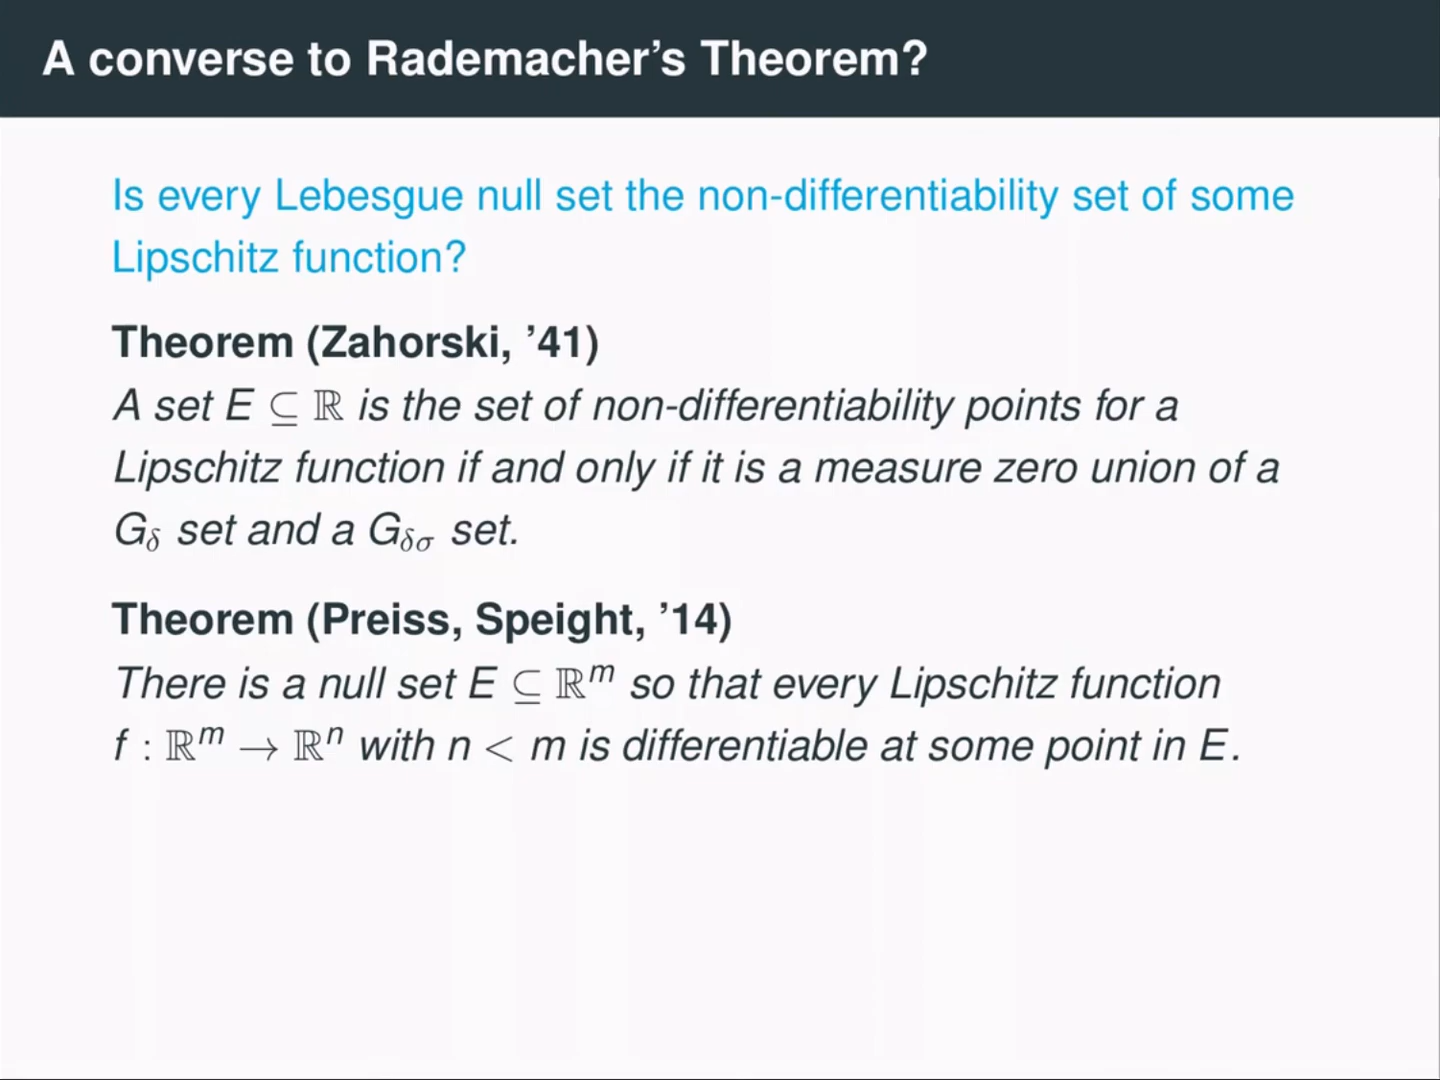 A converse to Rademacher's Theorem?
Is every Lebesgue null set the non-differentiability set of some
Lipschitz function?
Theorem (Zahorski, ’41)
A set E ⊆ ℝ is the set of non-differentiability points for a
Lipschitz function if and only if it is a measure zero union of a
G_δ set and a G_δσ set.
Theorem (Preiss, Speight, ’14)
There is a null set E ⊆ ℝ^m so that every Lipschitz function
f : ℝ^m → ℝ^n with n < m is differentiable at some point in E.